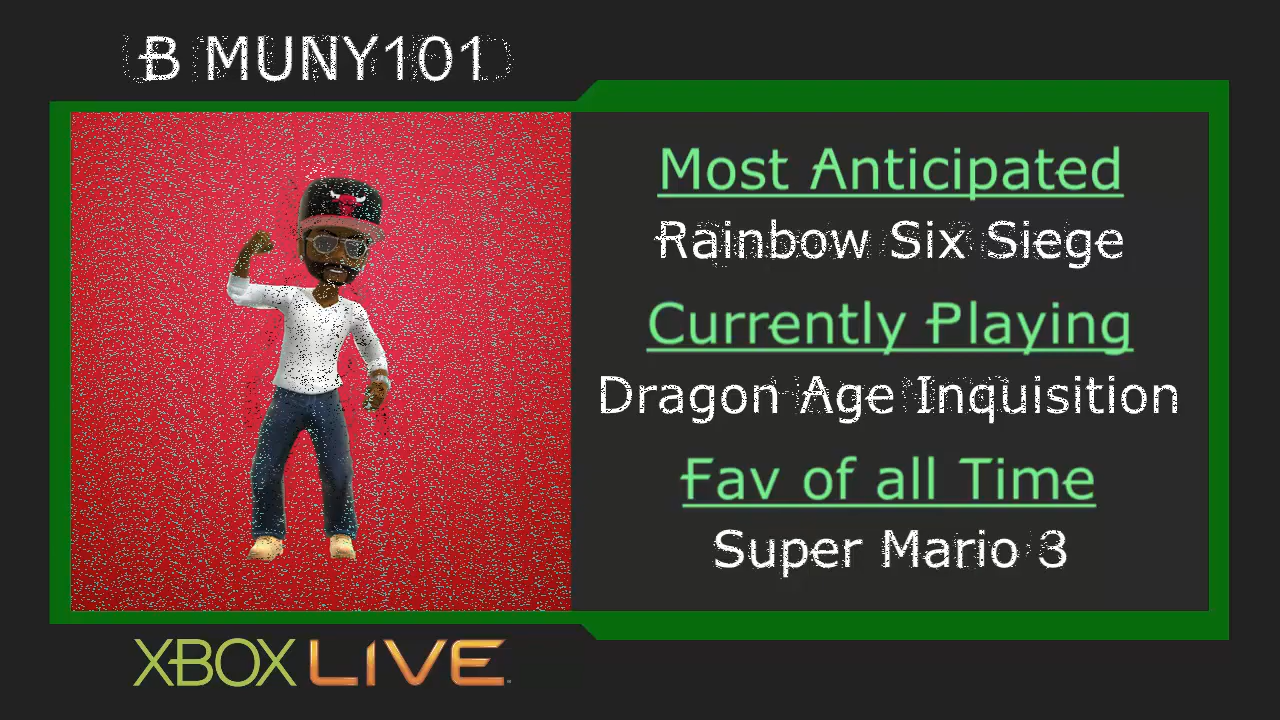 B MUNY101
Most Anticipated
Rainbow Six Siege
Currently Playing
Dragon Age Inquisition
Fav of all Time
Super Mario 3
XBOX LIVE